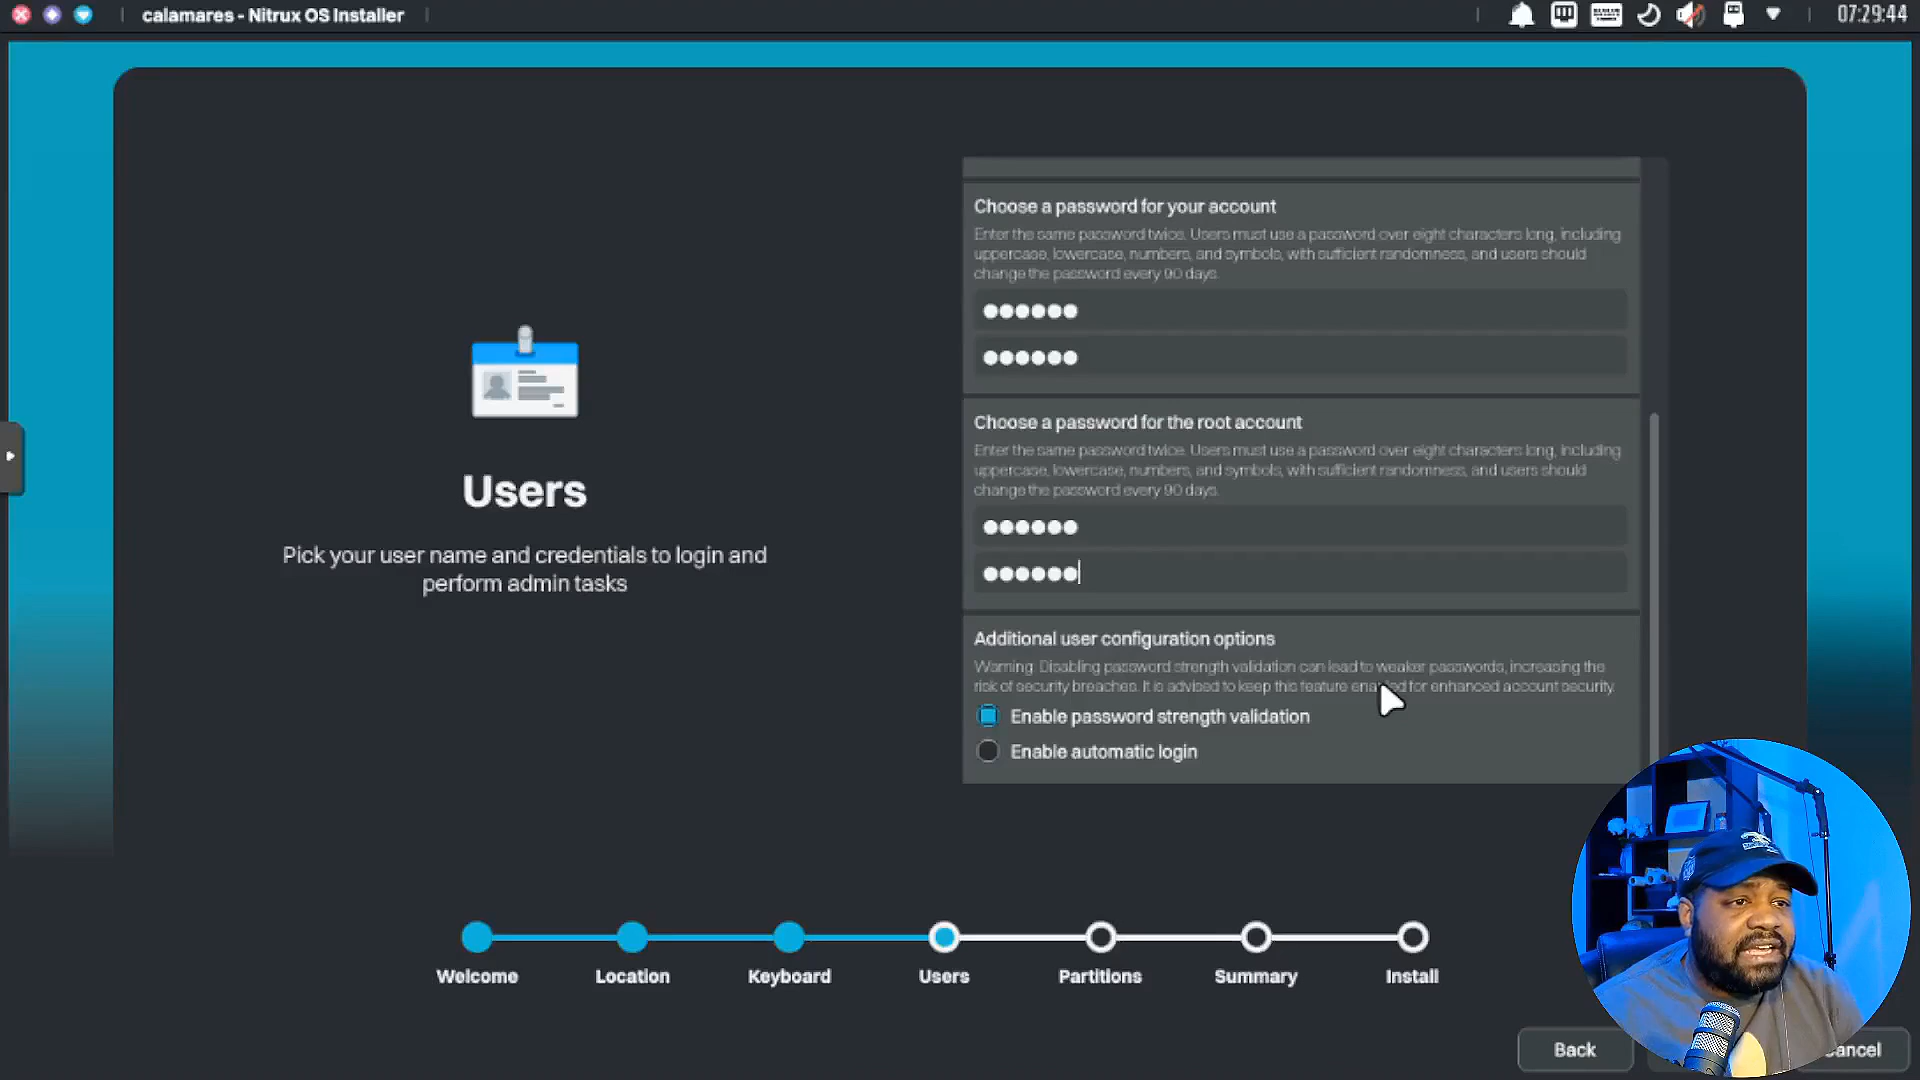 calamares - Nitrux OS Installer
07:29:44
Choose a password for your account
Enter the same password twice. Users must use a password over eight characters long, including
uppercase, lowercase, numbers, and symbols, with sufficient randomness, and users should
change the password every 90 days.
Choose a password for the root account
Enter the same password twice. Users must use a password over eight characters long, including
uppercase, lowercase, numbers, and symbols, with sufficient randomness, and users should
change the password every 90 days.
Users
Pick your user name and credentials to login and
perform admin tasks
Additional user configuration options
Warning: Disabling password strength validation can lead to weaker passwords, increasing the
risk of security breaches. It is advised to keep this feature enabled for enhanced account security.
Enable password strength validation
Enable automatic login
Welcome
Location
Keyboard
Users
Partitions
Summary
Install
Back
Cancel